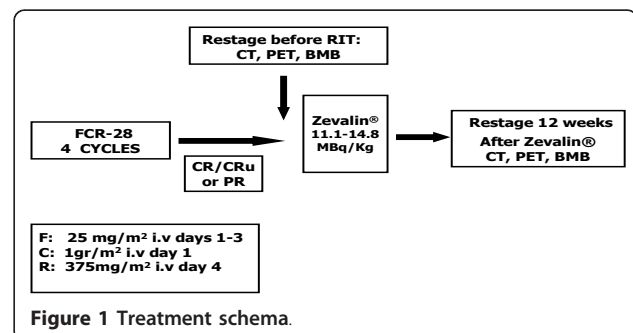 Restage before RIT:
CT, PET, BMB
FCR-28
4 CYCLES
CR/CRu
or PR
Zevalin®
11.1-14.8
MBq/Kg
Restage 12 weeks
After Zevalin®
CT, PET, BMB
F: 25 mg/m² i.v days 1-3
C: 1gr/m² i.v day 1
R: 375mg/m² i.v day 4
Figure 1 Treatment schema.